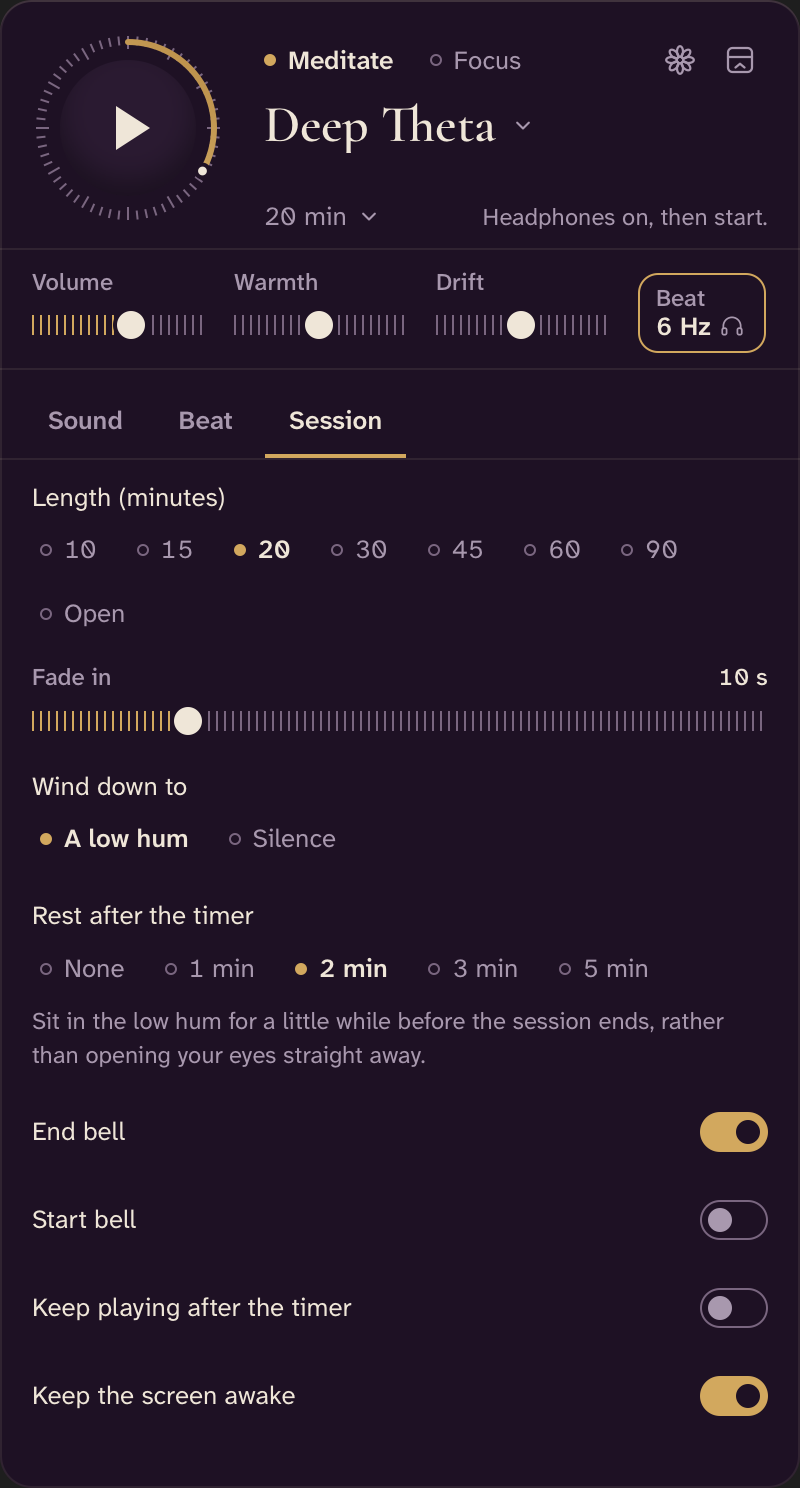 Meditate Focus
Deep Theta
20 min Headphones on, then start.
Volume Warmth Drift Beat
6 Hz
Sound Beat Session
Length (minutes)
10 15 20 30 45 60 90
Open
Fade in 10 s
Wind down to
A low hum Silence
Rest after the timer
None 1 min 2 min 3 min 5 min
Sit in the low hum for a little while before the session ends, rather
than opening your eyes straight away.
End bell
Start bell
Keep playing after the timer
Keep the screen awake